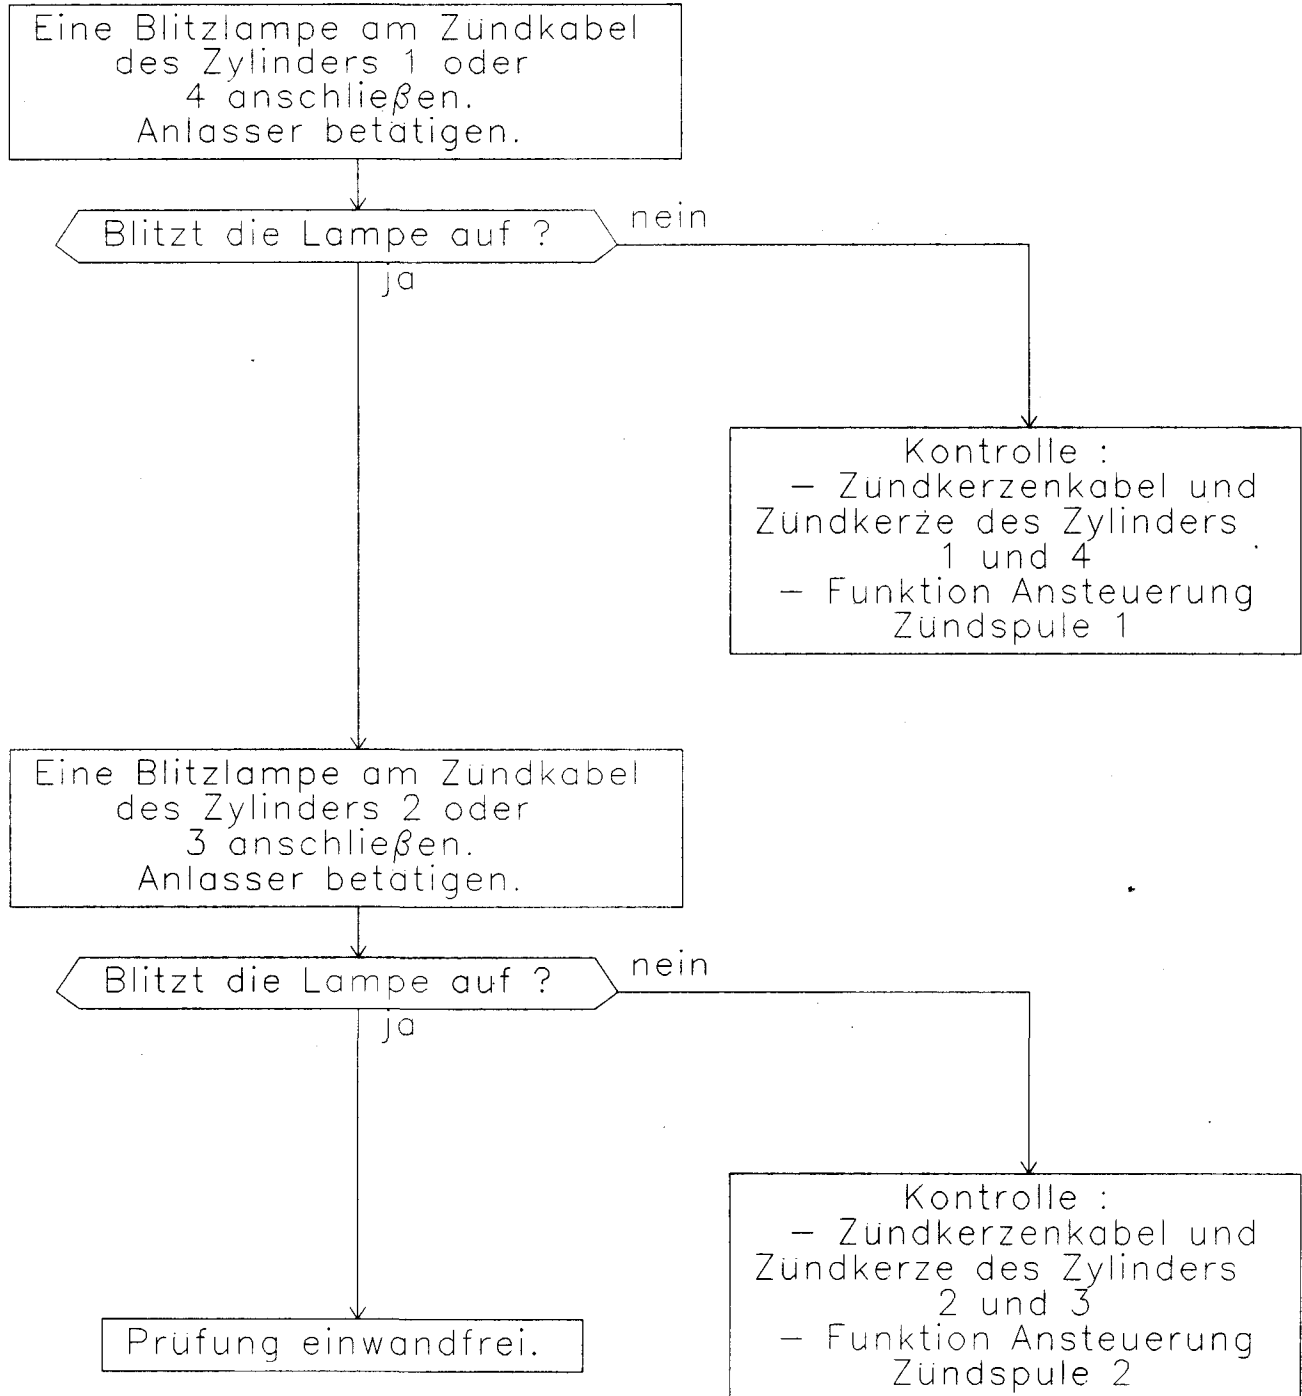 Eine Blitzlampe am Zündkabel
des Zylinders 1 oder
4 anschließen.
Anlasser betätigen.
Blitzt die Lampe auf ?
nein
ja
Kontrolle :
– Zündkerzenkabel und
Zündkerze des Zylinders
1 und 4
– Funktion Ansteuerung
Zündspule 1
Eine Blitzlampe am Zündkabel
des Zylinders 2 oder
3 anschließen.
Anlasser betätigen.
Blitzt die Lampe auf ?
nein
ja
Kontrolle :
– Zündkerzenkabel und
Zündkerze des Zylinders
2 und 3
– Funktion Ansteuerung
Zündspule 2
Prüfung einwandfrei.